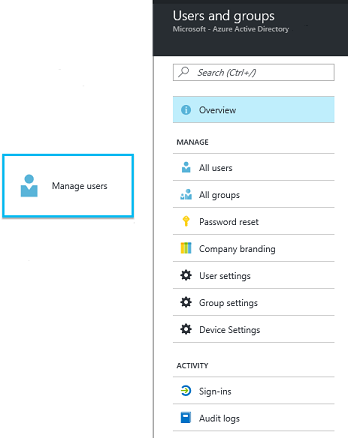 Users and groups
Microsoft - Azure Active Directory
Search (Ctrl+/)
Overview
MANAGE
All users
Manage users
All groups
Password reset
Company branding
User settings
Group settings
Device Settings
ACTIVITY
Sign-ins
Audit logs